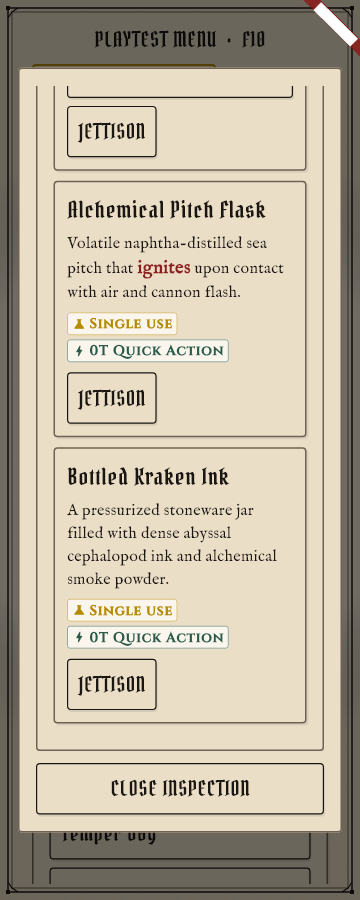 PLAYTEST MENU · F10
JETTISON
Alchemical Pitch Flask
Volatile naphtha-distilled sea
pitch that ignites upon contact
with air and cannon flash.
SINGLE USE
0T QUICK ACTION
JETTISON
Bottled Kraken Ink
A pressurized stoneware jar
filled with dense abyssal
cephalopod ink and alchemical
smoke powder.
SINGLE USE
0T QUICK ACTION
JETTISON
CLOSE INSPECTION